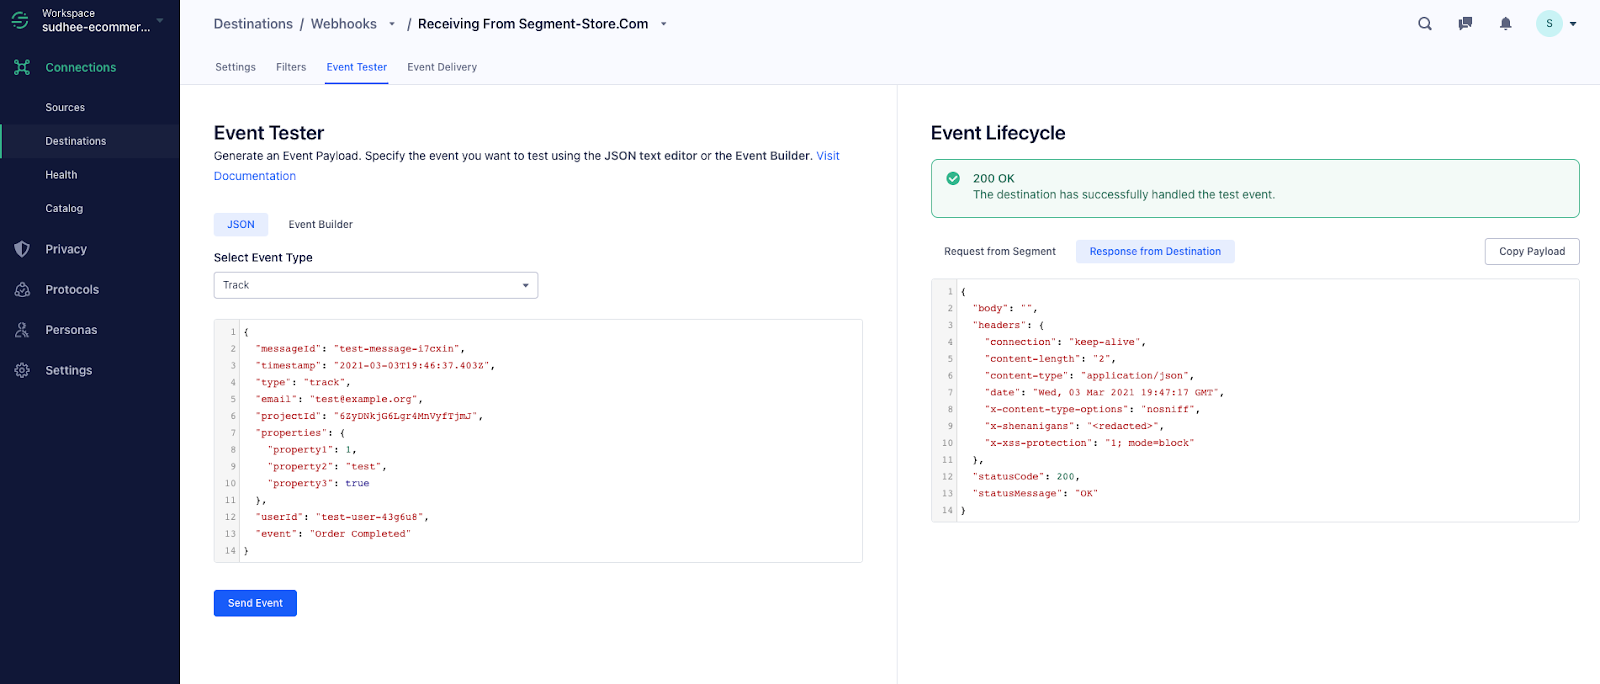 Workspace
sudhee-ecommer...
Connections
Sources
Destinations
Health
Catalog
Privacy
Protocols
Personas
Settings
Destinations / Webhooks / Receiving From Segment-Store.Com
S
Settings Filters Event Tester Event Delivery
Event Tester
Generate an Event Payload. Specify the event you want to test using the JSON text editor or the Event Builder. Visit
Documentation
JSON Event Builder
Select Event Type
Track
1 {
2 "messageId": "test-message-i7cxin",
3 "timestamp": "2021-03-03T19:46:37.403Z",
4 "type": "track",
5 "email": "test@example.org",
6 "projectId": "6ZyDNkjG6Lgr4MnVyfTjmJ",
7 "properties": {
8 "property1": 1,
9 "property2": "test",
10 "property3": true
11 },
12 "userId": "test-user-43g6u8",
13 "event": "Order Completed"
14 }
Send Event
Event Lifecycle
200 OK
The destination has successfully handled the test event.
Request from Segment Response from Destination Copy Payload
1 {
2 "body": "",
3 "headers": {
4 "connection": "keep-alive",
5 "content-length": "2",
6 "content-type": "application/json",
7 "date": "Wed, 03 Mar 2021 19:47:17 GMT",
8 "x-content-type-options": "nosniff",
9 "x-shenanigans": "<redacted>",
10 "x-xss-protection": "1; mode=block"
11 },
12 "statusCode": 200,
13 "statusMessage": "OK"
14 }